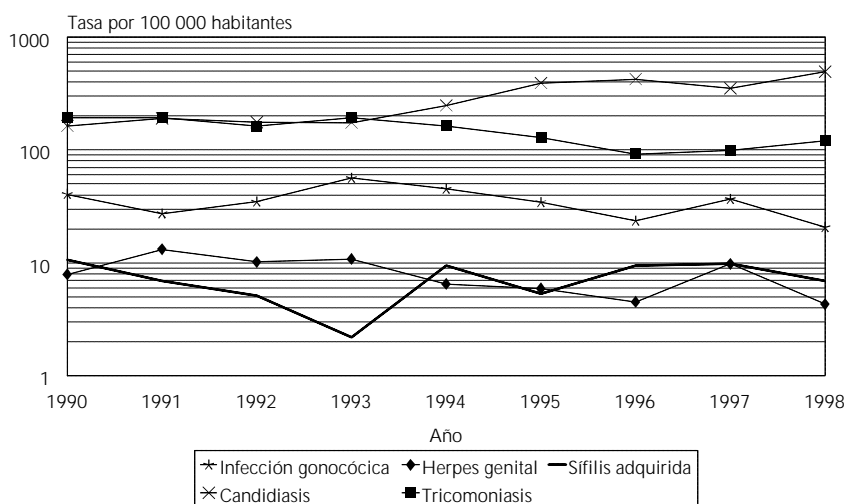 Tasa por 100 000 habitantes
1000
100
10
1
1990 1991 1992 1993 1994 1995 1996 1997 1998
Año
Infección gonocócica Herpes genital Sífilis adquirida
Candidiasis Tricomoniasis